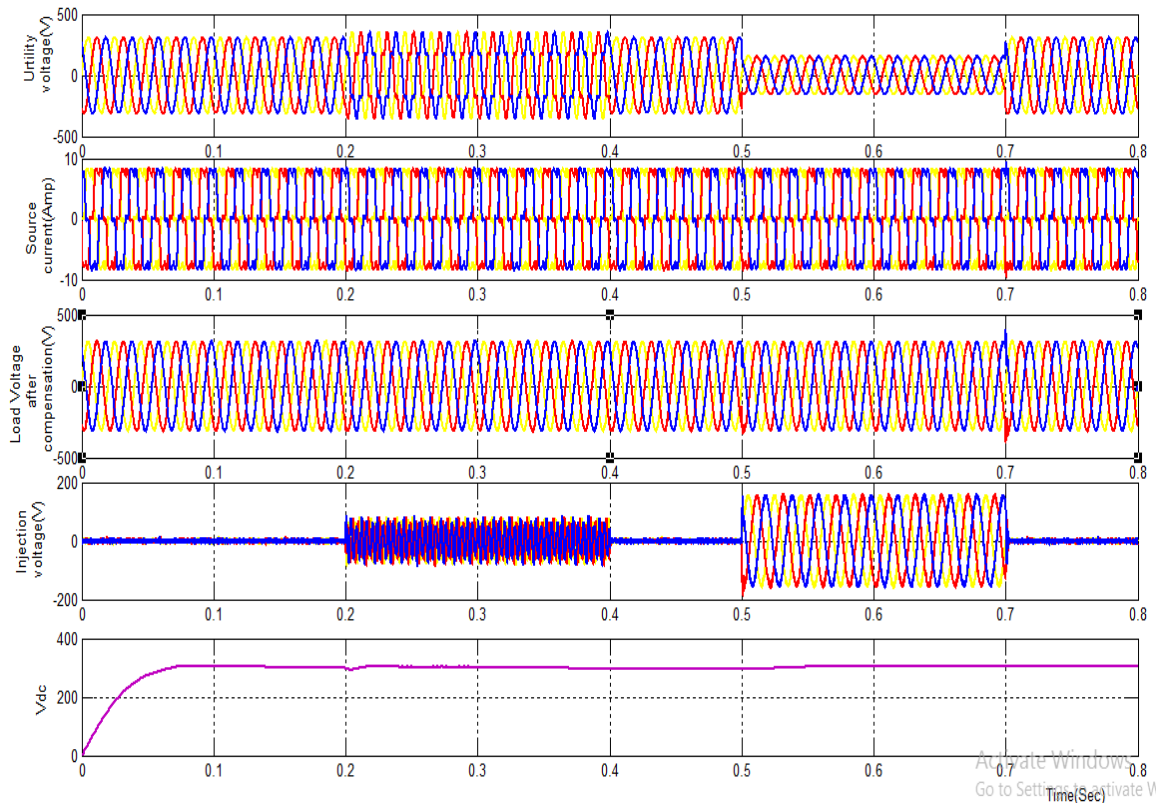 Urtility
voltage(V)
500
0
-500
0 0.1 0.2 0.3 0.4 0.5 0.6 0.7 0.8
Source
current(Amp)
10
0
-10
0 0.1 0.2 0.3 0.4 0.5 0.6 0.7 0.8
Load Voltage
after
compensation(V)
500
0
-500
0 0.1 0.2 0.3 0.4 0.5 0.6 0.7 0.8
Injection
voltage(V)
200
0
-200
0 0.1 0.2 0.3 0.4 0.5 0.6 0.7 0.8
Vdc
400
200
0
0 0.1 0.2 0.3 0.4 0.5 0.6 0.7 0.8
Activate Windows
Go to Settings to activate W
Time(Sec)